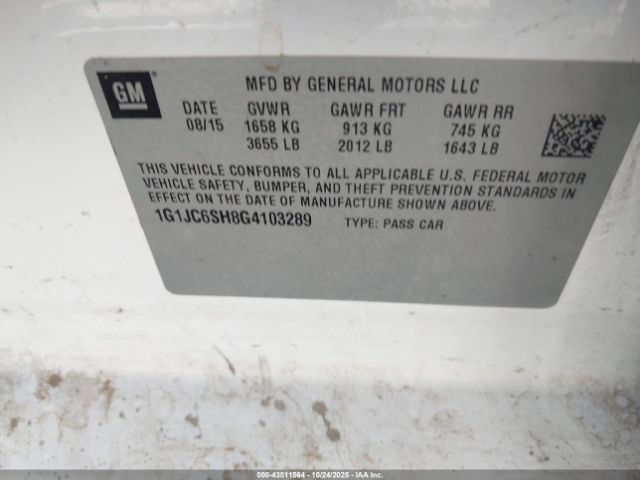 GM
MFD BY GENERAL MOTORS LLC
DATE GVWR GAWR FRT GAWR RR
08/15 1658 KG 913 KG 745 KG
3655 LB 2012 LB 1643 LB
THIS VEHICLE CONFORMS TO ALL APPLICABLE U.S. FEDERAL MOTOR
VEHICLE SAFETY, BUMPER, AND THEFT PREVENTION STANDARDS IN
EFFECT ON THE DATE OF MANUFACTURE SHOWN ABOVE.
1G1JC6SH8G4103289 TYPE: PASS CAR
000-43511564 - 10/24/2025 - IAAI.CA